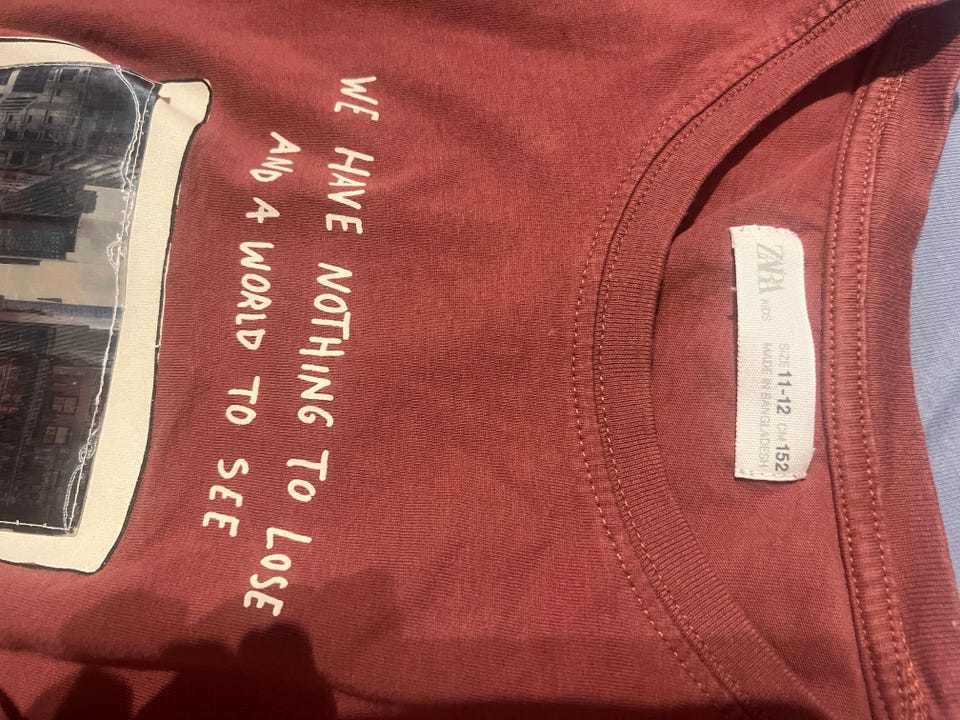 WE HAVE NOTHING TO LOSE
AND A WORLD TO SEE
ZARA
KIDS
SIZE 11-12 CM 152
MADE IN BANGLADESH